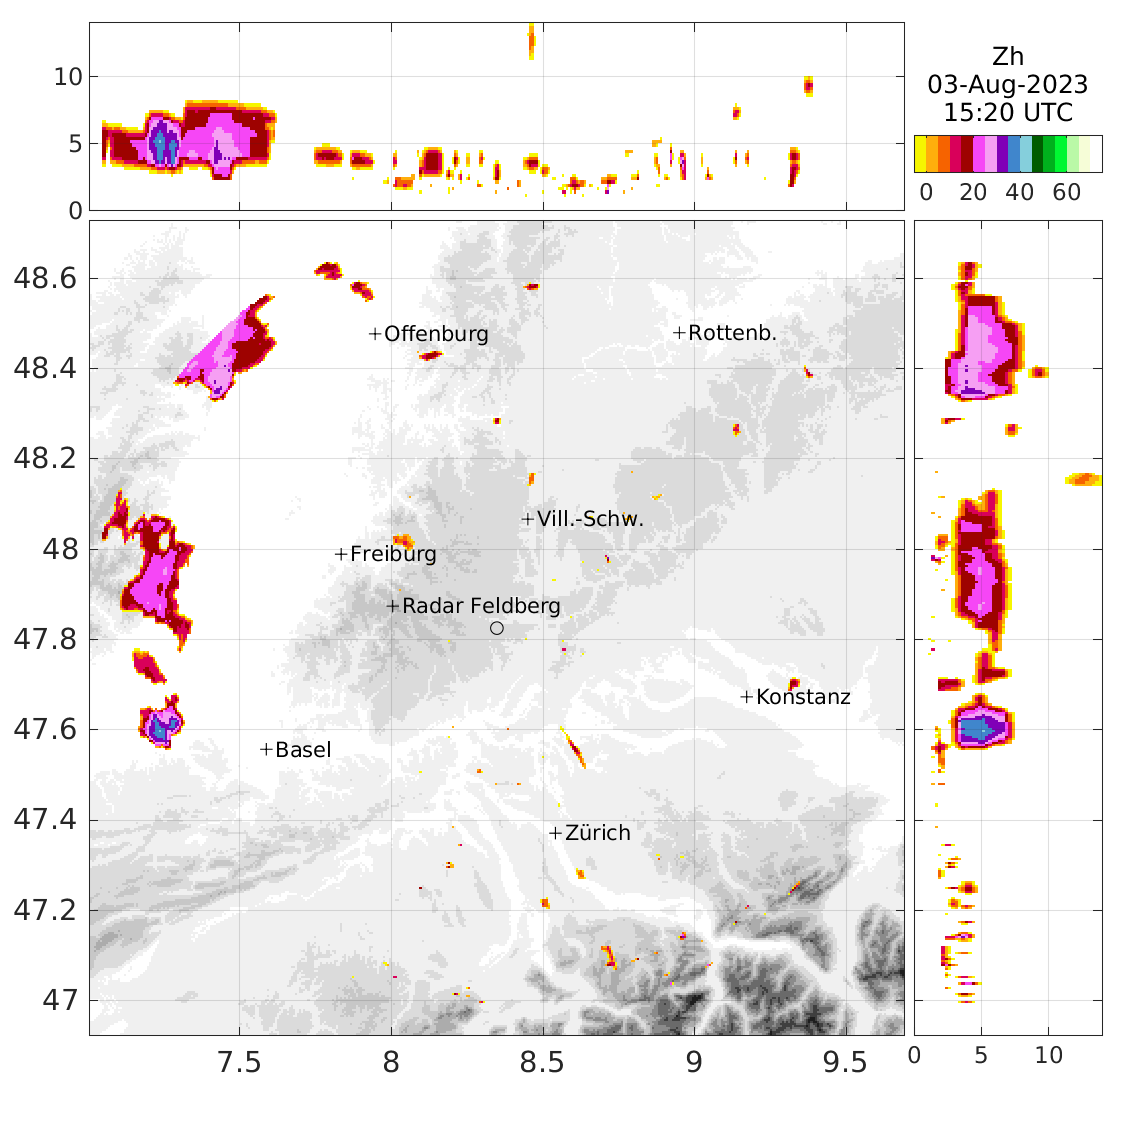 10
5
0
Zh
03-Aug-2023
15:20 UTC
0 20 40 60
48.6
48.4
48.2
48
47.8
47.6
47.4
47.2
47
+Offenburg
+Rottenb.
+Vill.-Schw.
+Freiburg
+Radar Feldberg
+Konstanz
+Basel
+Zürich
7.5 8 8.5 9 9.5
0 5 10